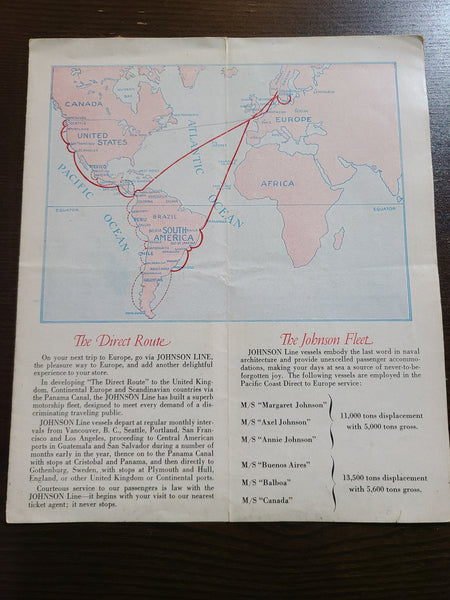 CANADA
UNITED
STATES
MEXICO
PACIFIC
OCEAN
ATLANTIC
OCEAN
EUROPE
AFRICA
EQUATOR
EQUATOR
BRAZIL
PERU
SOUTH
AMERICA
CHILE
The Direct Route
On your next trip to Europe, go via JOHNSON LINE,
the pleasure way to Europe, and add another delightful
experience to your store.
In developing "The Direct Route" to the United King-
dom, Continental Europe and Scandinavian countries via
the Panama Canal, the JOHNSON Line has built a superb
motorship fleet, designed to meet every demand of a dis-
criminating traveling public.
JOHNSON Line vessels depart at regular monthly inter-
vals from Vancouver, B. C., Seattle, Portland, San Fran-
cisco and Los Angeles, proceeding to Central American
ports in Guatemala and San Salvador during a number of
months early in the year, thence on to the Panama Canal
with stops at Cristobal and Panama, and then directly to
Gothenburg, Sweden, with stops at Plymouth and Hull,
England, or other United Kingdom or Continental ports.
Courteous service to our passengers is law with the
JOHNSON Line—it begins with your visit to our nearest
ticket agent; it never stops.
The Johnson Fleet
JOHNSON Line vessels embody the last word in naval
architecture and provide unexcelled passenger accommo-
dations, making your days at sea a source of never-to-be-
forgotten joy. The following vessels are employed in the
Pacific Coast Direct to Europe service:
M/S "Margaret Johnson"
M/S "Axel Johnson"
M/S "Annie Johnson"
11,000 tons displacement
with 5,000 tons gross.
M/S "Buenos Aires"
M/S "Balboa"
M/S "Canada"
13,500 tons displacement
with 5,600 tons gross.